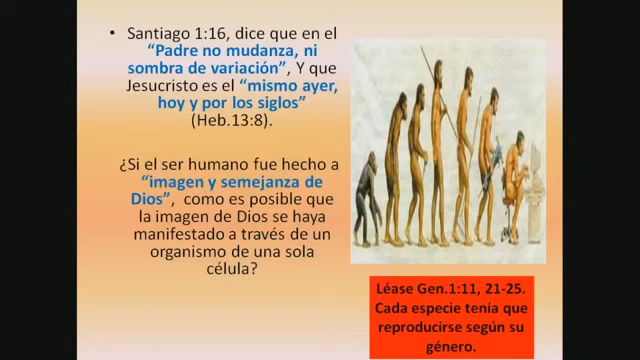 • Santiago 1:16, dice que en el
“Padre no mudanza, ni
sombra de variación”, Y que
Jesucristo es el “mismo ayer,
hoy y por los siglos”
(Heb.13:8).
¿Si el ser humano fue hecho a
“imagen y semejanza de
Dios”, como es posible que
la imagen de Dios se haya
manifestado a través de un
organismo de una sola
célula?
Léase Gen.1:11, 21-25.
Cada especie tenía que
reproducirse según su
género.